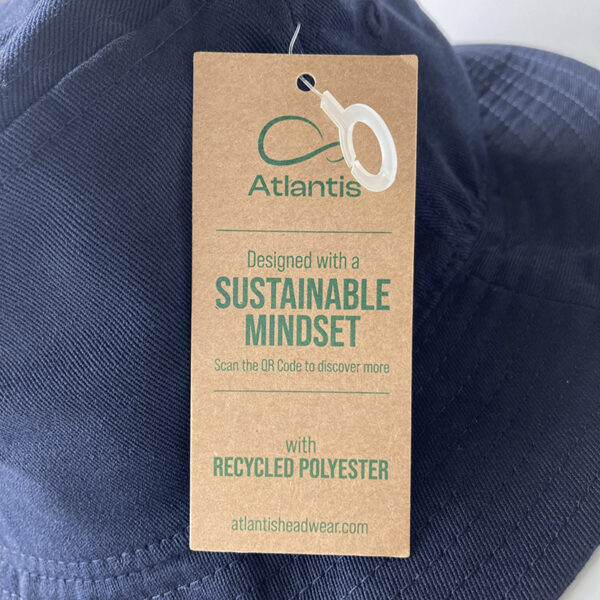 Atlantis
Designed with a
SUSTAINABLE
MINDSET
Scan the QR Code to discover more
with
RECYCLED POLYESTER
atlantisheadwear.com